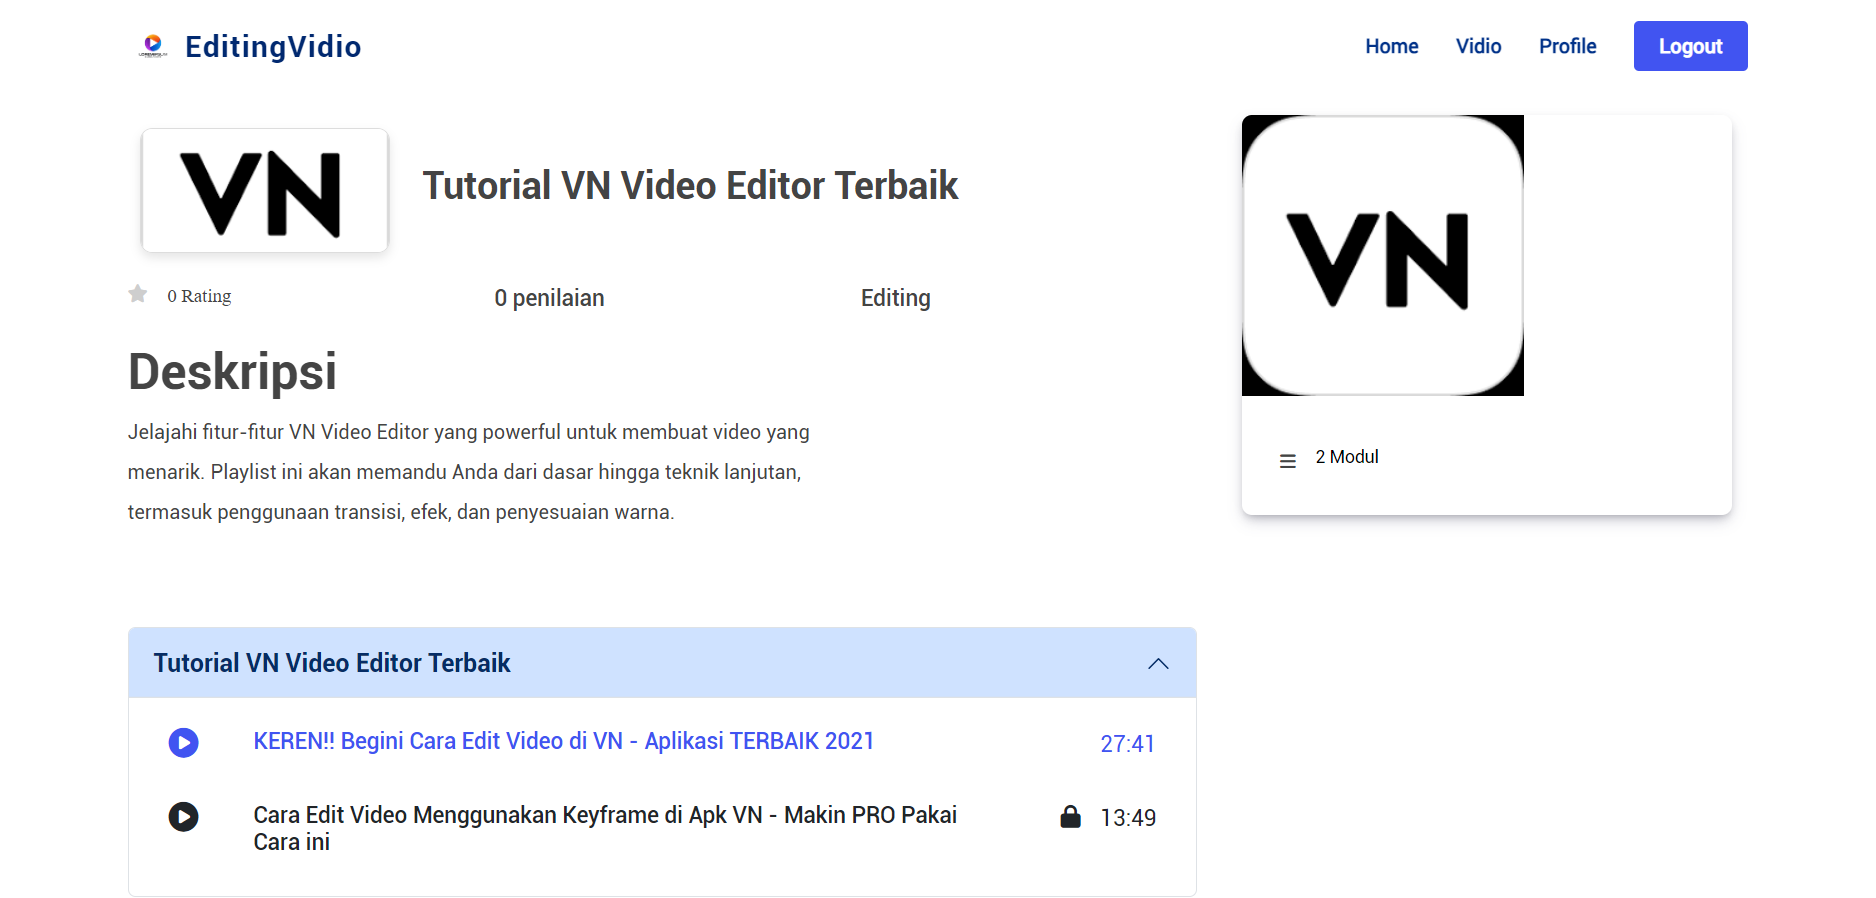 EditingVidio
Home Vidio Profile Logout
VN
Tutorial VN Video Editor Terbaik
VN
0 Rating
0 penilaian
Editing
Deskripsi
Jelajahi fitur-fitur VN Video Editor yang powerful untuk membuat video yang
menarik. Playlist ini akan memandu Anda dari dasar hingga teknik lanjutan,
termasuk penggunaan transisi, efek, dan penyesuaian warna.
2 Modul
Tutorial VN Video Editor Terbaik
KEREN!! Begini Cara Edit Video di VN - Aplikasi TERBAIK 2021 27:41
Cara Edit Video Menggunakan Keyframe di Apk VN - Makin PRO Pakai 13:49
Cara ini